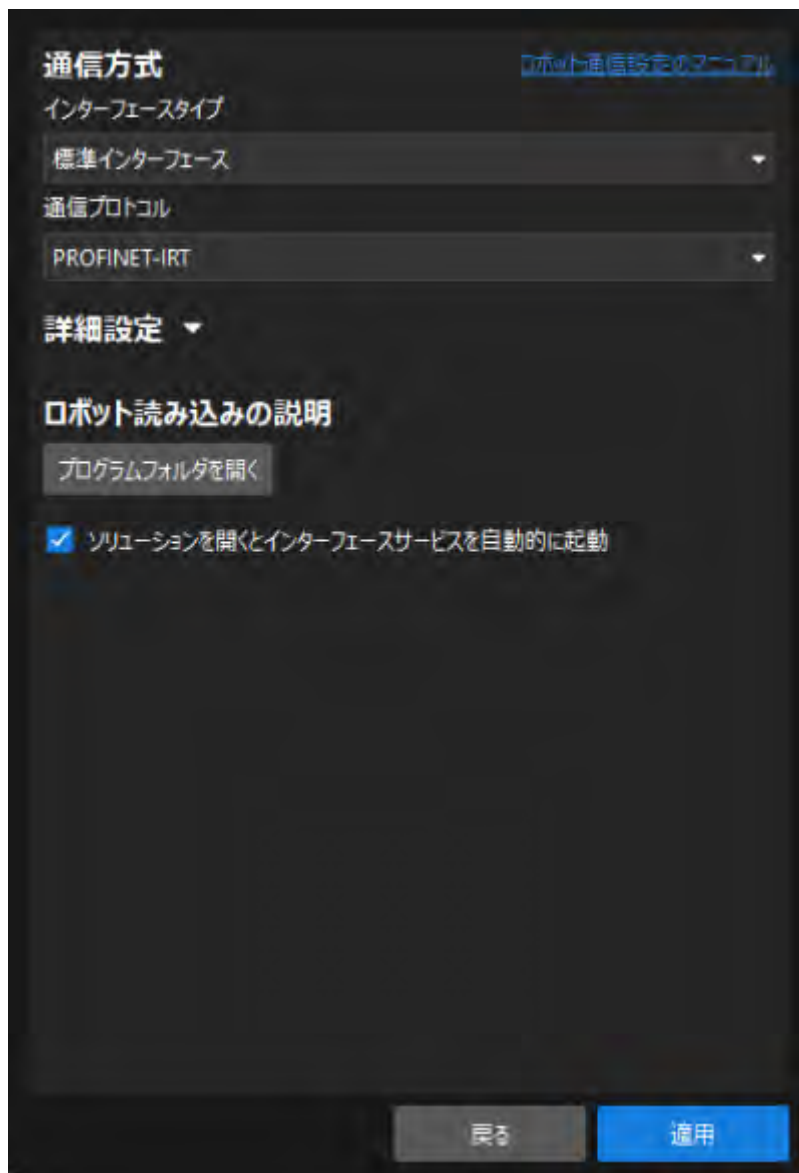 通信方式
ロボット通信設定のマニュアル
インターフェースタイプ
標準インターフェース
通信プロトコル
PROFINET-IRT
詳細設定
ロボット読み込みの説明
プログラムフォルダを開く
ソリューションを開くとインターフェースサービスを自動的に起動
戻る
適用